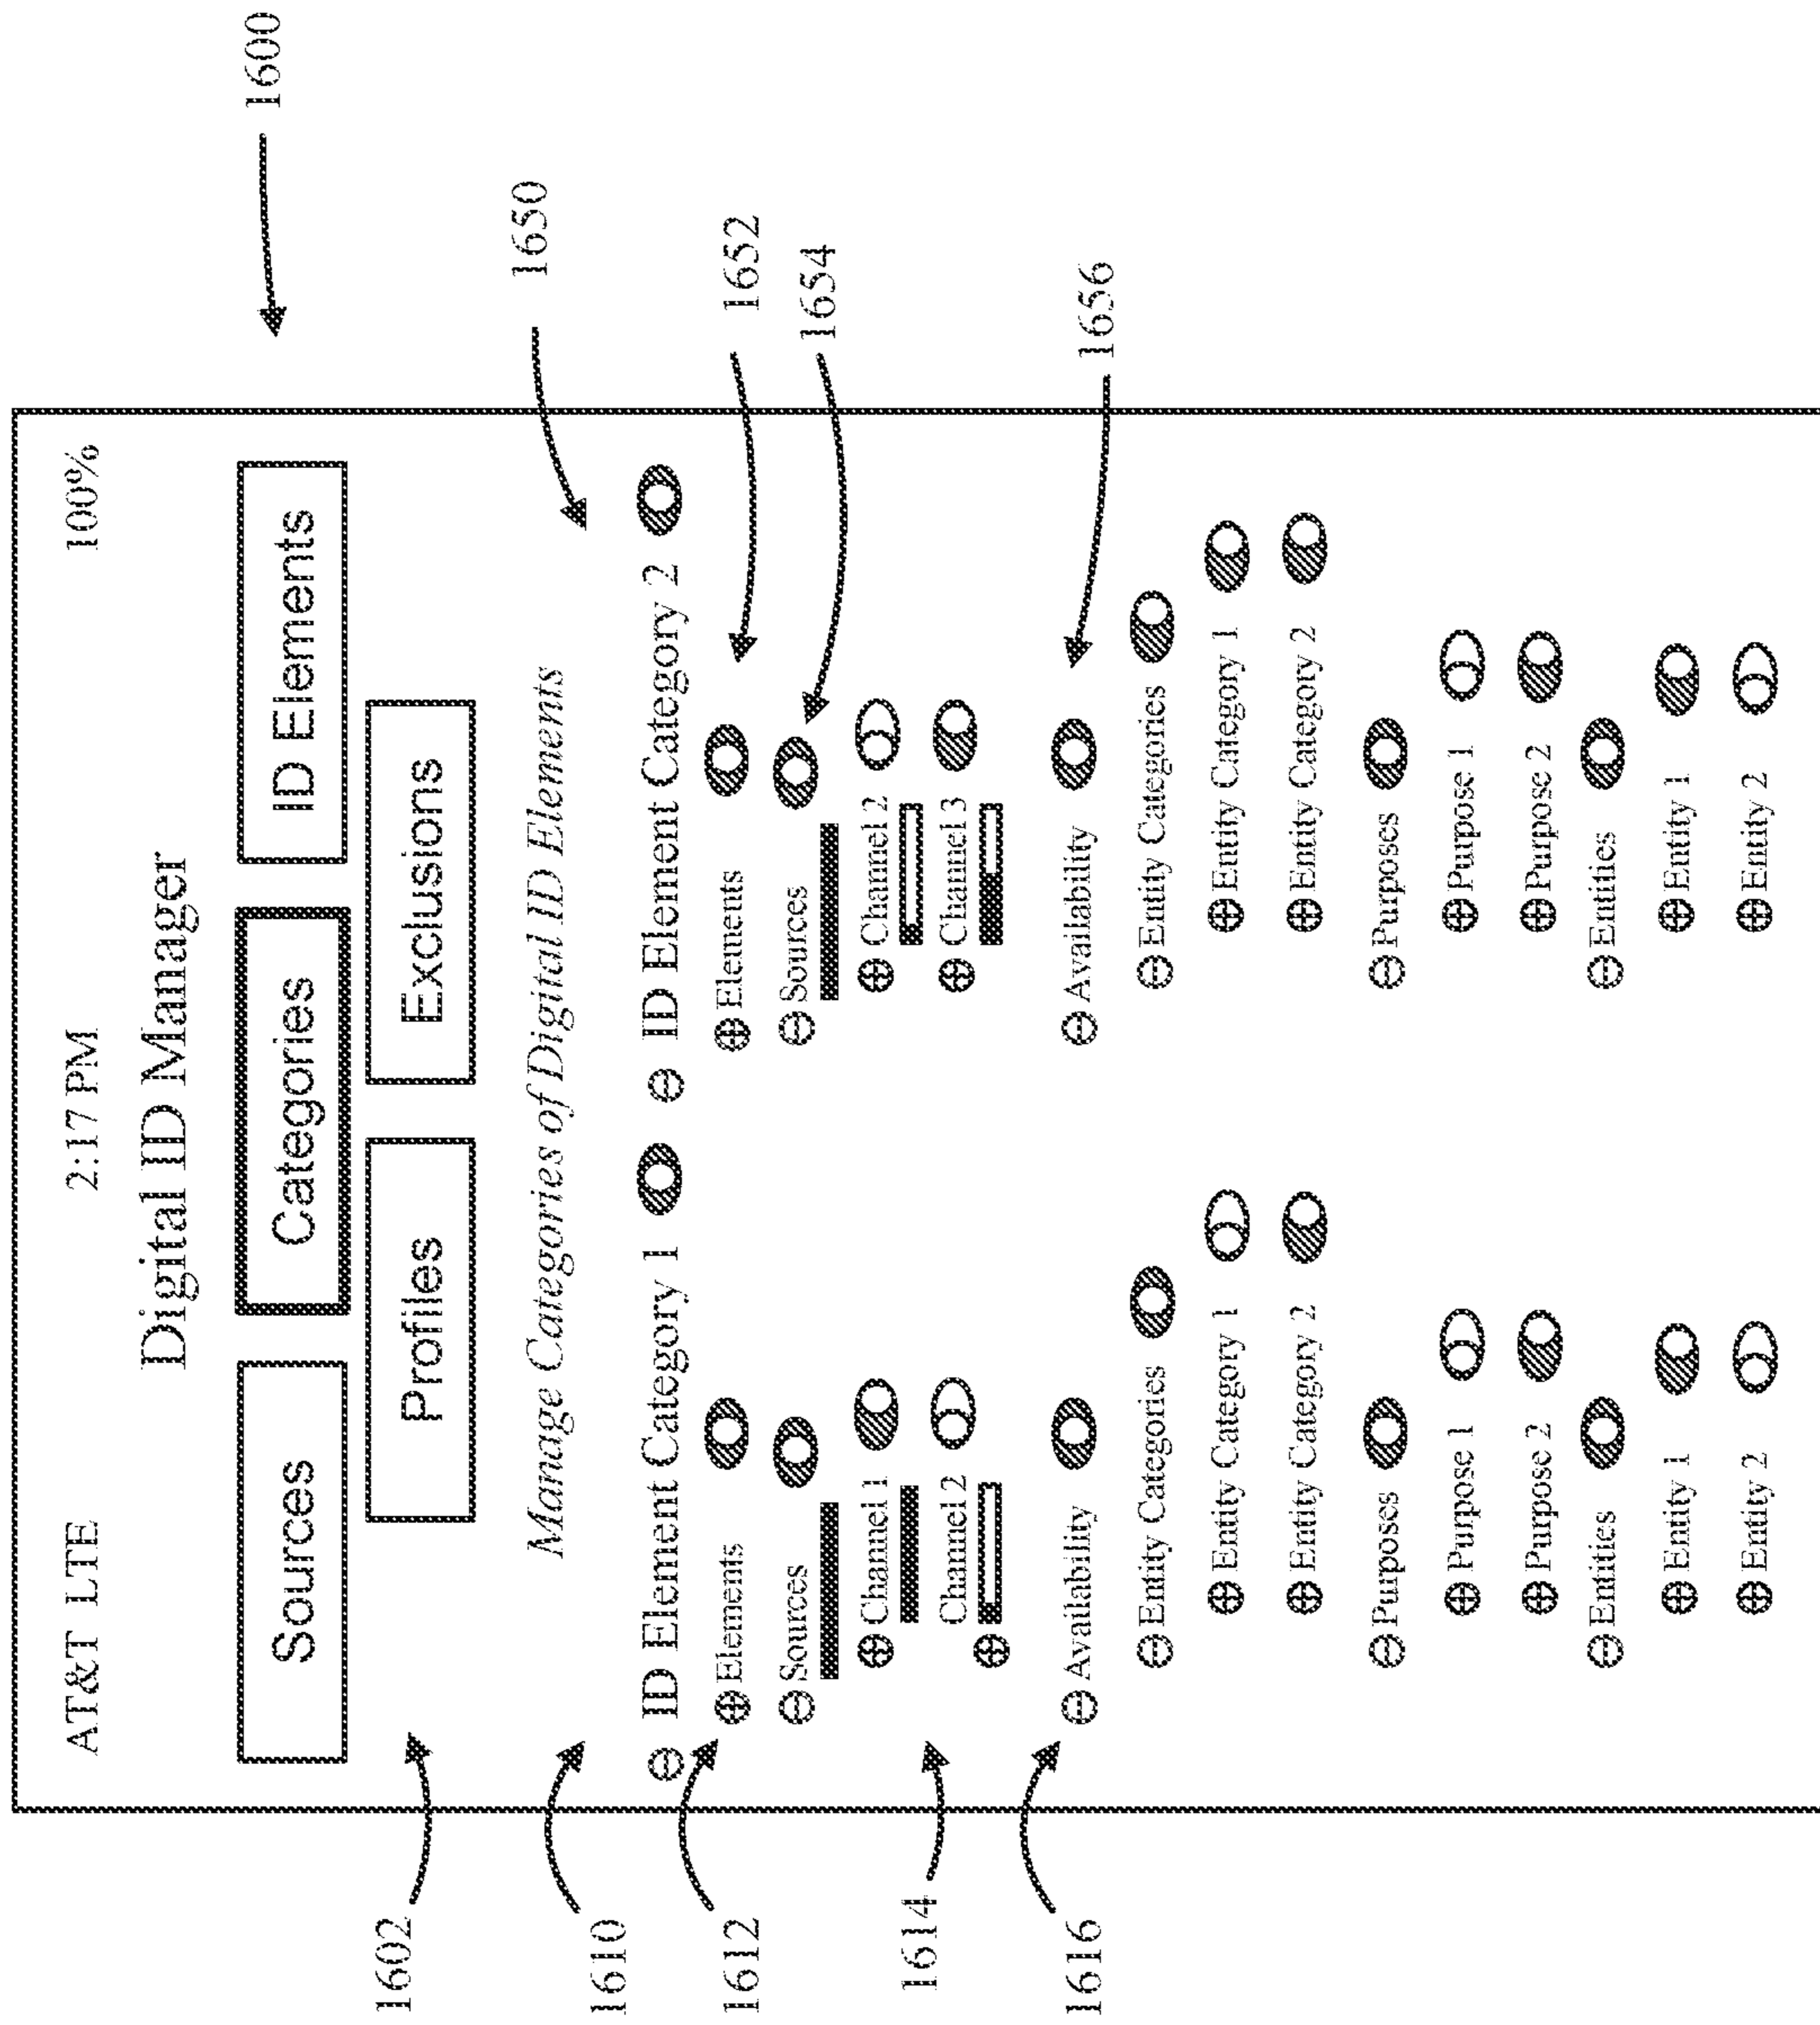 AT&T LTE 2:17 PM 100%
Digital ID Manager
Sources Categories ID Elements
Profiles Exclusions
Manage Categories of Digital ID Elements
ID Element Category 1
Elements
Sources
Channel 1
Channel 2
Availability
Entity Categories
Entity Category 1
Entity Category 2
Purposes
Purpose 1
Purpose 2
Entities
Entity 1
Entity 2
ID Element Category 2
Elements
Sources
Channel 2
Channel 3
Availability
Entity Categories
Entity Category 1
Entity Category 2
Purposes
Purpose 1
Purpose 2
Entities
Entity 1
Entity 2
1602
1610
1612
1614
1616
1600
1650
1652
1654
1656